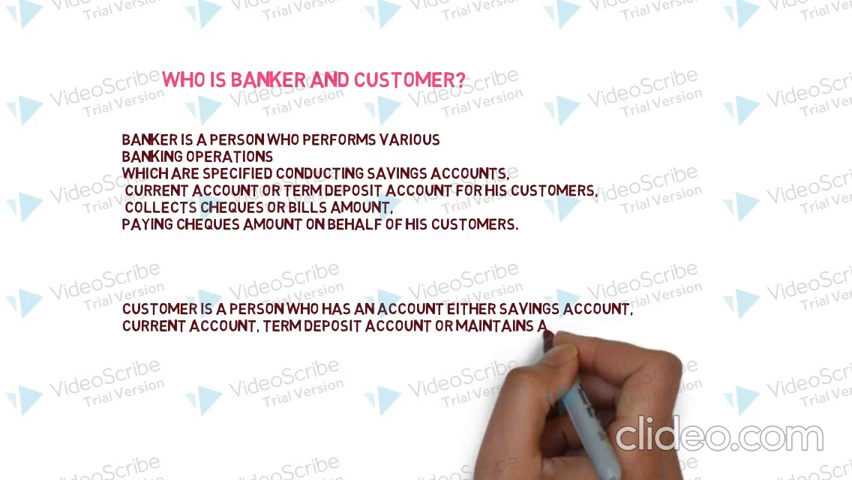 WHO IS BANKER AND CUSTOMER?
BANKER IS A PERSON WHO PERFORMS VARIOUS
BANKING OPERATIONS
WHICH ARE SPECIFIED CONDUCTING SAVINGS ACCOUNTS,
CURRENT ACCOUNT OR TERM DEPOSIT ACCOUNT FOR HIS CUSTOMERS,
COLLECTS CHEQUES OR BILLS AMOUNT,
PAYING CHEQUES AMOUNT ON BEHALF OF HIS CUSTOMERS.
CUSTOMER IS A PERSON WHO HAS AN ACCOUNT EITHER SAVINGS ACCOUNT,
CURRENT ACCOUNT, TERM DEPOSIT ACCOUNT OR MAINTAINS A
clideo.com
VideoScribe
Trial Version